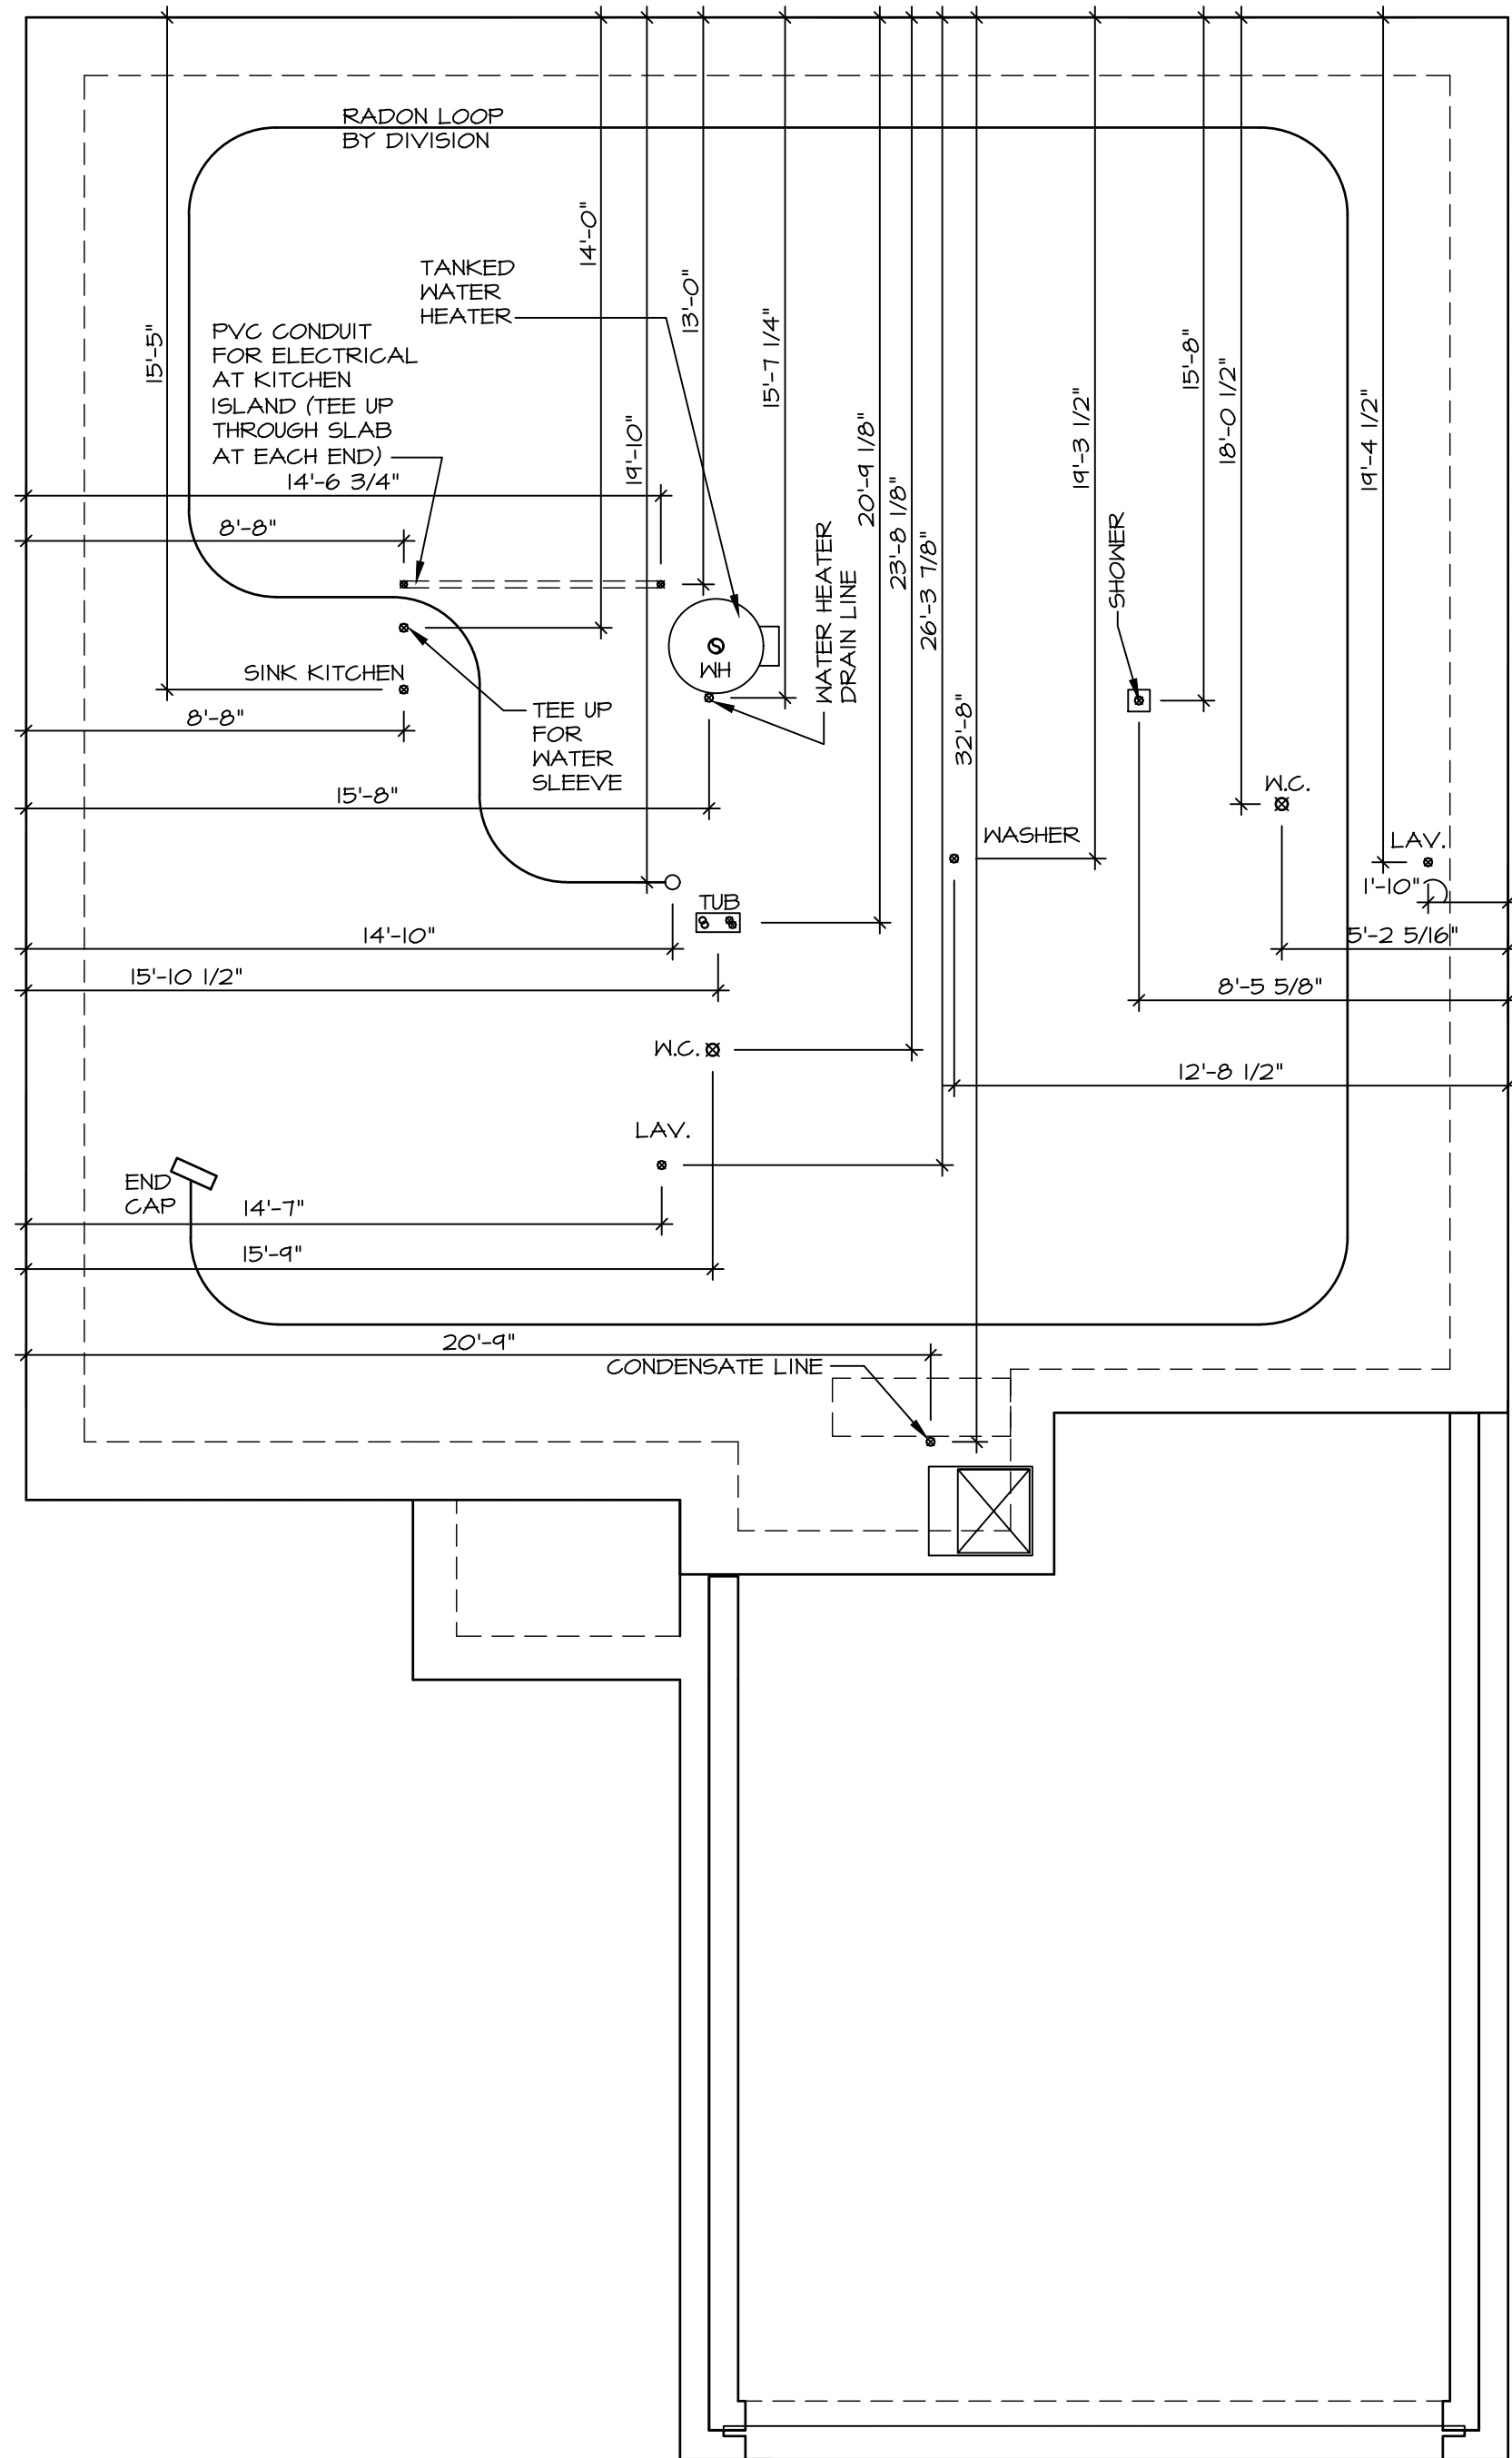 RADON LOOP
BY DIVISION
14'-0"
TANKED
WATER
HEATER
13'-0"
15'-5"
PVC CONDUIT
FOR ELECTRICAL
AT KITCHEN
ISLAND (TEE UP
THROUGH SLAB
AT EACH END)
15'-7 1/4"
15'-8"
18'-0 1/2"
19'-10"
20'-9 1/8"
19'-3 1/2"
19'-4 1/2"
14'-6 3/4"
8'-8"
23'-8 1/8"
26'-3 7/8"
WATER HEATER
DRAIN LINE
SHOWER
WH
SINK KITCHEN
8'-8"
TEE UP
FOR
WATER
SLEEVE
32'-8"
15'-8"
W.C.
WASHER
LAV.
1'-10"
TUB
14'-10"
5'-2 5/16"
15'-10 1/2"
8'-5 5/8"
W.C.
12'-8 1/2"
LAV.
END
CAP
14'-7"
15'-9"
20'-9"
CONDENSATE LINE